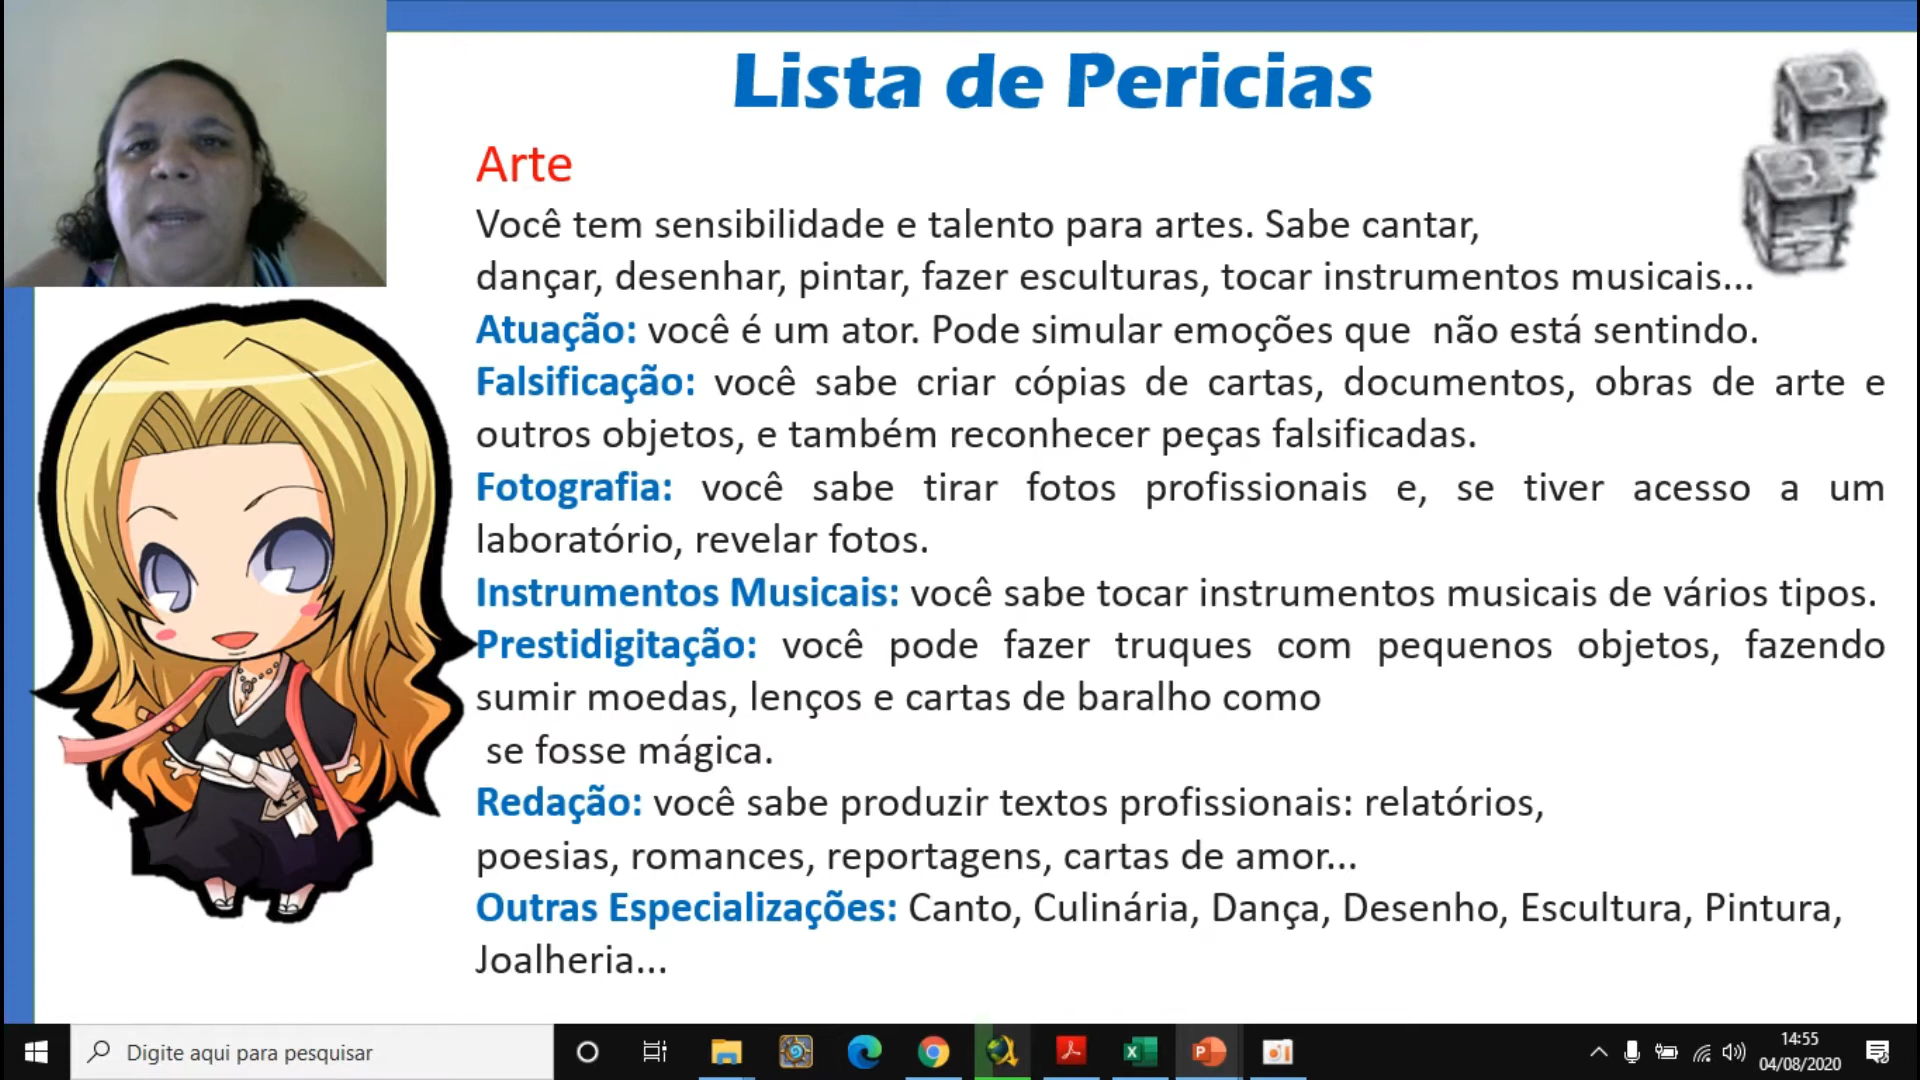 Lista de Pericias
Arte
Você tem sensibilidade e talento para artes. Sabe cantar,
dançar, desenhar, pintar, fazer esculturas, tocar instrumentos musicais...
Atuação: você é um ator. Pode simular emoções que não está sentindo.
Falsificação: você sabe criar cópias de cartas, documentos, obras de arte e
outros objetos, e também reconhecer peças falsificadas.
Fotografia: você sabe tirar fotos profissionais e, se tiver acesso a um
laboratório, revelar fotos.
Instrumentos Musicais: você sabe tocar instrumentos musicais de vários tipos.
Prestidigitação: você pode fazer truques com pequenos objetos, fazendo
sumir moedas, lenços e cartas de baralho como
se fosse mágica.
Redação: você sabe produzir textos profissionais: relatórios,
poesias, romances, reportagens, cartas de amor...
Outras Especializações: Canto, Culinária, Dança, Desenho, Escultura, Pintura,
Joalheria...
Digite aqui para pesquisar
14:55
04/08/2020